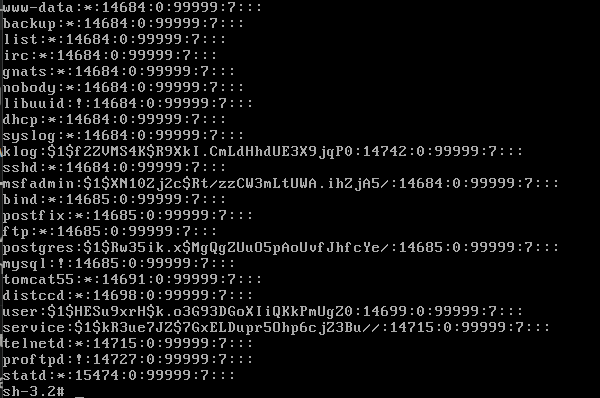 www-data:*:14684:0:99999:7:::
backup:*:14684:0:99999:7:::
list:*:14684:0:99999:7:::
irc:*:14684:0:99999:7:::
gnats:*:14684:0:99999:7:::
nobody:*:14684:0:99999:7:::
libuuid:!:14684:0:99999:7:::
dhcp:*:14684:0:99999:7:::
syslog:*:14684:0:99999:7:::
klog:$1$f2ZVMS4K$R9XkI.CmLdHhdUE3X9jqP0:14742:0:99999:7:::
sshd:*:14684:0:99999:7:::
msfadmin:$1$XN10Zj2c$Rt/zzCW3mLtUWA.ihZjA5/:14684:0:99999:7:::
bind:*:14685:0:99999:7:::
postfix:*:14685:0:99999:7:::
ftp:*:14685:0:99999:7:::
postgres:$1$Rw35ik.x$MgQgZUuO5pAoUvfJhfcYe/:14685:0:99999:7:::
mysql:!:14685:0:99999:7:::
tomcat55:*:14691:0:99999:7:::
distccd:*:14698:0:99999:7:::
user:$1$HESu9xrH$k.o3G93DGoXIiQKkPmUgZ0:14699:0:99999:7:::
service:$1$kR3ue7JZ$7GxELDupr5Ohp6cjZ3Bu//:14715:0:99999:7:::
telnetd:*:14715:0:99999:7:::
proftpd:!:14727:0:99999:7:::
statd:*:15474:0:99999:7:::
sh-3.2# _